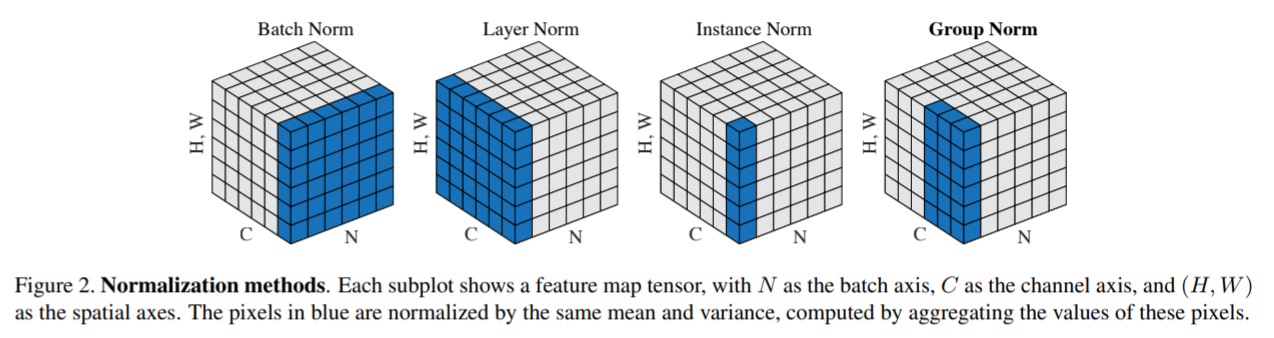 Batch Norm
Layer Norm
Instance Norm
Group Norm
H, W
C
N
H, W
C
N
H, W
C
N
H, W
C
N
Figure 2. Normalization methods. Each subplot shows a feature map tensor, with N as the batch axis, C as the channel axis, and (H, W)
as the spatial axes. The pixels in blue are normalized by the same mean and variance, computed by aggregating the values of these pixels.